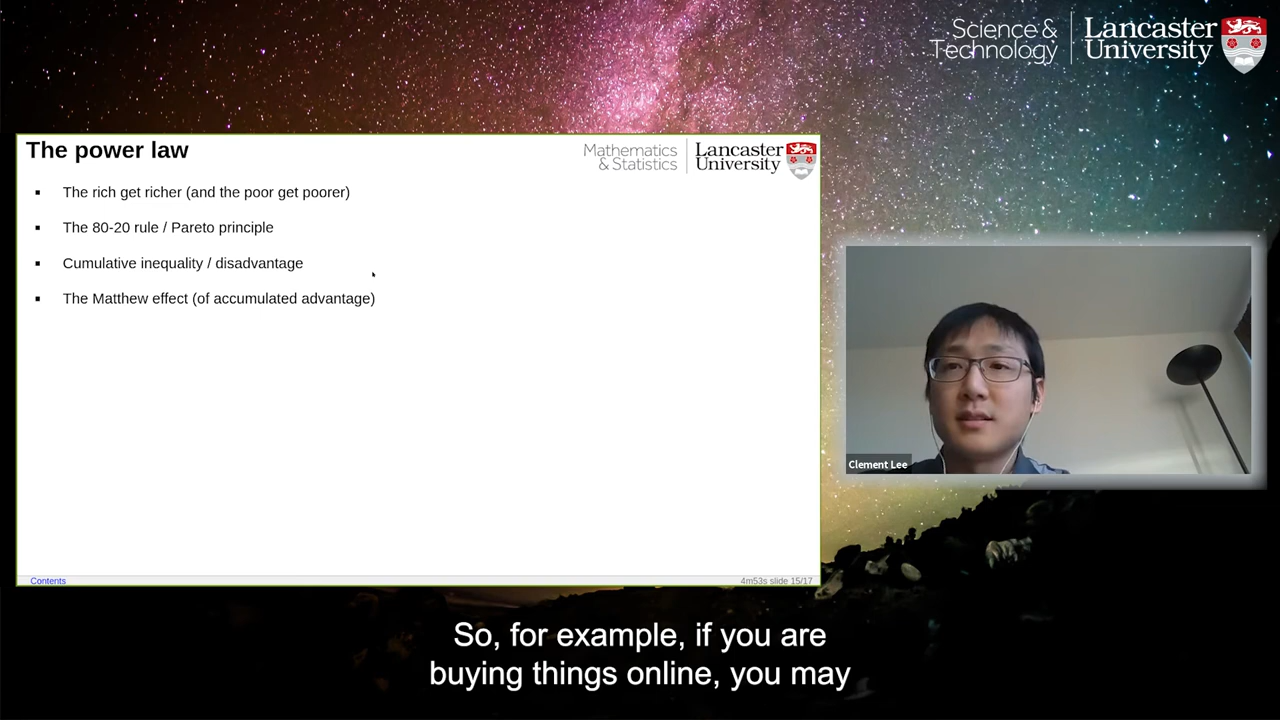 Science &
Technology
Lancaster
University
The power law
Mathematics
& Statistics
Lancaster
University
▪ The rich get richer (and the poor get poorer)
▪ The 80-20 rule / Pareto principle
▪ Cumulative inequality / disadvantage
▪ The Matthew effect (of accumulated advantage)
Clement Lee
Contents
4m53s slide 15/17
So, for example, if you are
buying things online, you may